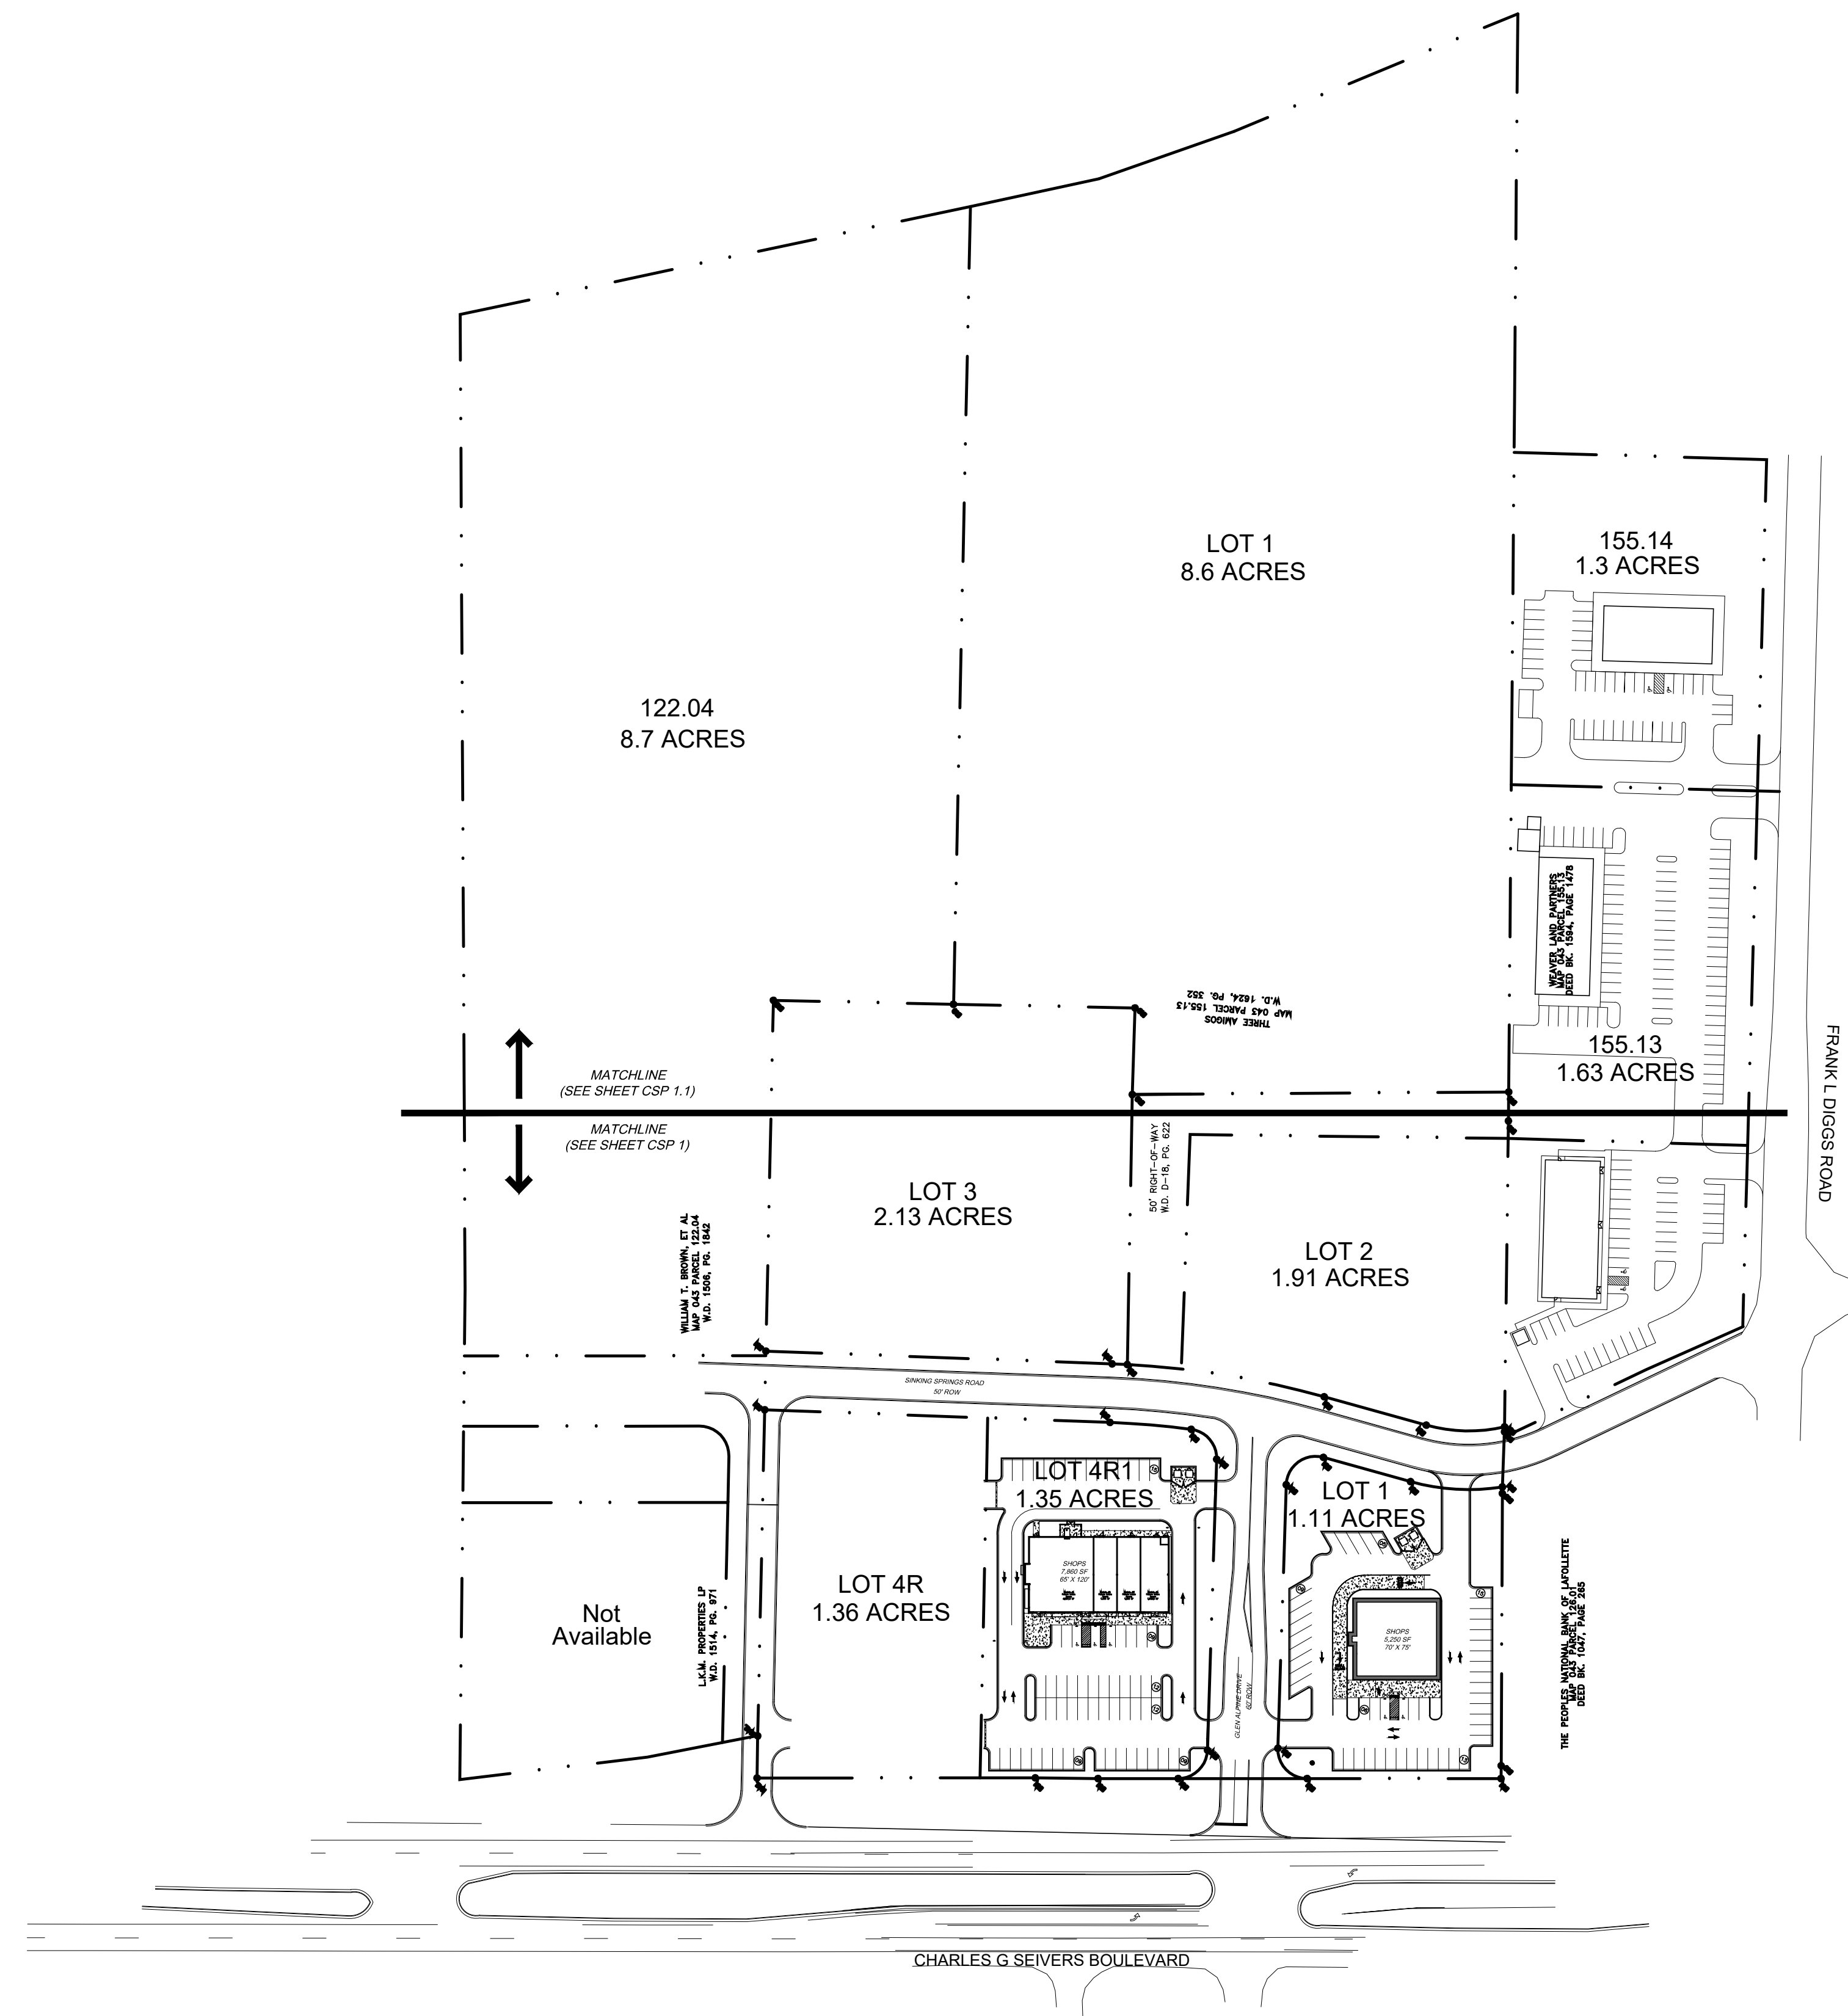 LOT 1
8.6 ACRES
155.14
1.3 ACRES
122.04
8.7 ACRES
WEAVER LAND PARTNERS
MAP 043 PARCEL 155.13
DEED BK. 1594, PAGE 1478
THREE AMIGOS
MAP 043 PARCEL 155.13
W.D. 1624, PG. 352
155.13
1.63 ACRES
FRANK L DIGGS ROAD
MATCHLINE
(SEE SHEET CSP 1.1)
MATCHLINE
(SEE SHEET CSP 1)
50' RIGHT-OF-WAY
W.D. D-18, PG. 622
LOT 3
2.13 ACRES
LOT 2
1.91 ACRES
WILLIAM T. BROWN, ET AL
MAP 043 PARCEL 122.04
W.D. 1506, PG. 1842
SINKING SPRINGS ROAD
50' ROW
LOT 4R1
1.35 ACRES
LOT 1
1.11 ACRES
SHOPS
7,860 SF
65' X 120'
LOT 4R
1.36 ACRES
Not
Available
L.K.M. PROPERTIES LP
W.D. 1514, PG. 971
SHOPS
5,250 SF
70' X 75'
GLEN ALPINE DRIVE
60' ROW
THE PEOPLES NATIONAL BANK OF LAFOLLETTE
MAP 043 PARCEL 126.01
DEED BK. 1047, PAGE 265
CHARLES G SEIVERS BOULEVARD